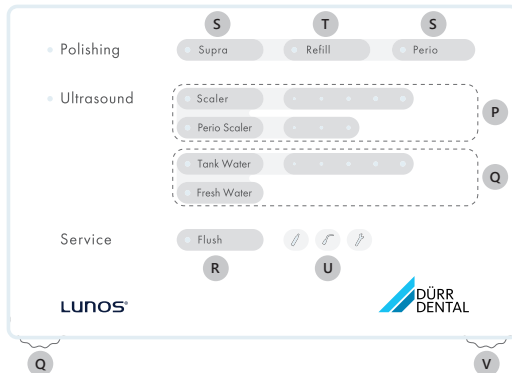 S T S
Polishing Supra Refill Perio
Ultrasound Scaler
P
Perio Scaler
Tank Water
Q
Fresh Water
Service Flush
R U
LUNOS®
DÜRR
DENTAL
Q V